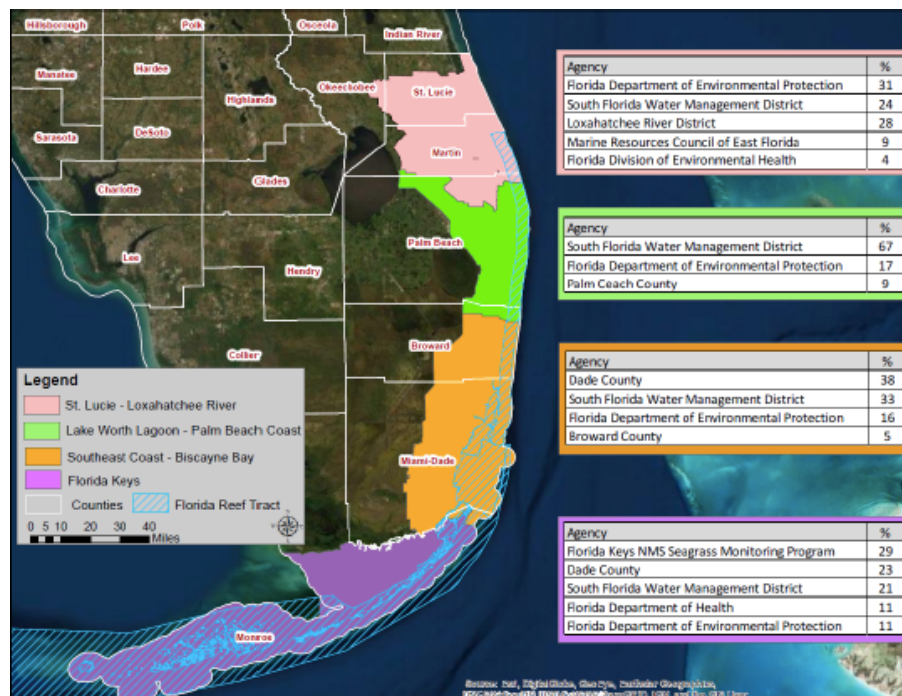 Hillsborough
Polk
Osceola
Indian River
Manatee
Hardee
Okeechobee
St. Lucie
Highlands
Sarasota
DeSoto
Martin
Charlotte
Glades
Lee
Hendry
Palm Beach
Broward
Collier
Miami-Dade
Monroe
Legend
St. Lucie - Loxahatchee River
Lake Worth Lagoon - Palm Beach Coast
Southeast Coast - Biscayne Bay
Florida Keys
Counties Florida Reef Tract
0 5 10 20 30 40
Miles
Agency %
Florida Department of Environmental Protection 31
South Florida Water Management District 24
Loxahatchee River District 28
Marine Resources Council of East Florida 9
Florida Division of Environmental Health 4
Agency %
South Florida Water Management District 67
Florida Department of Environmental Protection 17
Palm Ceach County 9
Agency %
Dade County 38
South Florida Water Management District 33
Florida Department of Environmental Protection 16
Broward County 5
Agency %
Florida Keys NMS Seagrass Monitoring Program 29
Dade County 23
South Florida Water Management District 21
Florida Department of Health 11
Florida Department of Environmental Protection 11